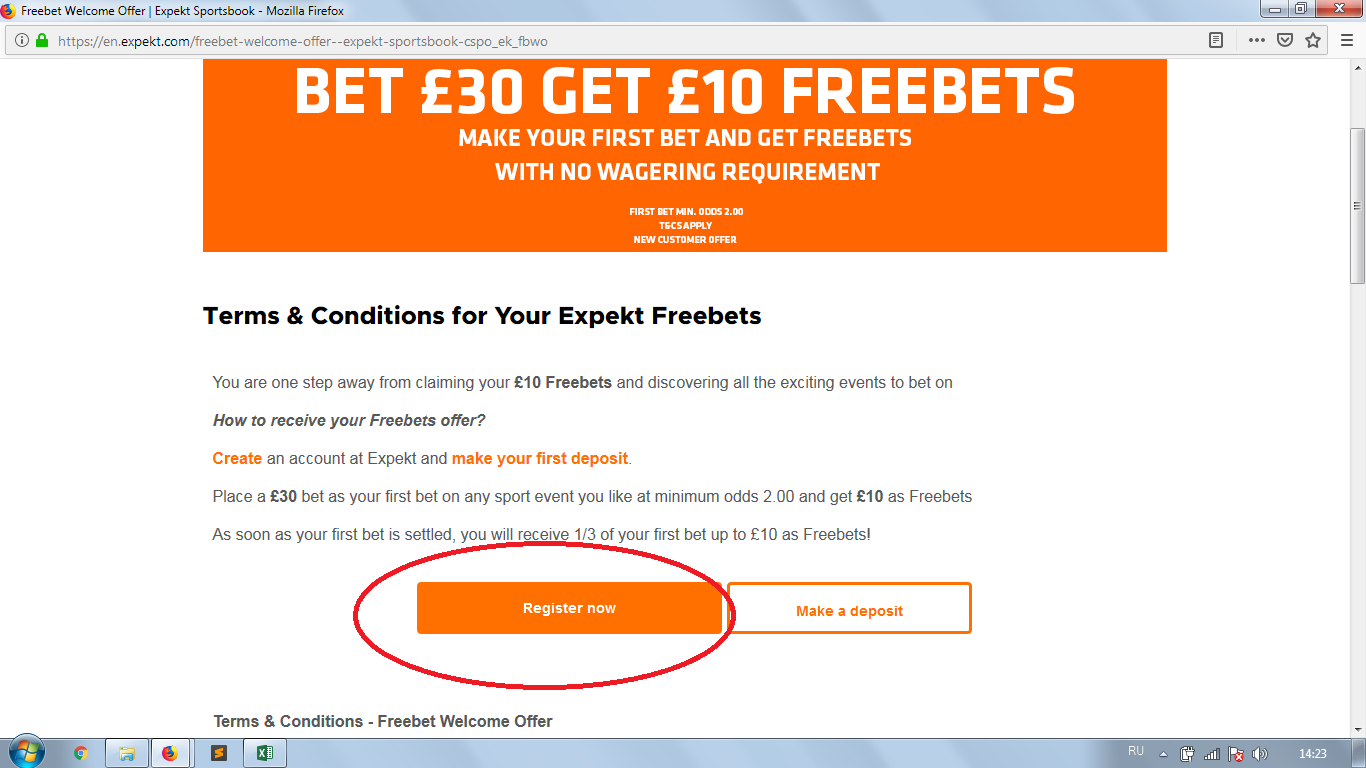 Freebet Welcome Offer | Expekt Sportsbook - Mozilla Firefox
https://en.expekt.com/freebet-welcome-offer--expekt-sportsbook-cspo_ek_fbwo
BET £30 GET £10 FREEBETS
MAKE YOUR FIRST BET AND GET FREEBETS
WITH NO WAGERING REQUIREMENT
FIRST BET MIN. ODDS 2.00
T&CS APPLY
NEW CUSTOMER OFFER
Terms & Conditions for Your Expekt Freebets
You are one step away from claiming your £10 Freebets and discovering all the exciting events to bet on
How to receive your Freebets offer?
Create an account at Expekt and make your first deposit.
Place a £30 bet as your first bet on any sport event you like at minimum odds 2.00 and get £10 as Freebets
As soon as your first bet is settled, you will receive 1/3 of your first bet up to £10 as Freebets!
Register now
Make a deposit
Terms & Conditions - Freebet Welcome Offer
RU
14:23